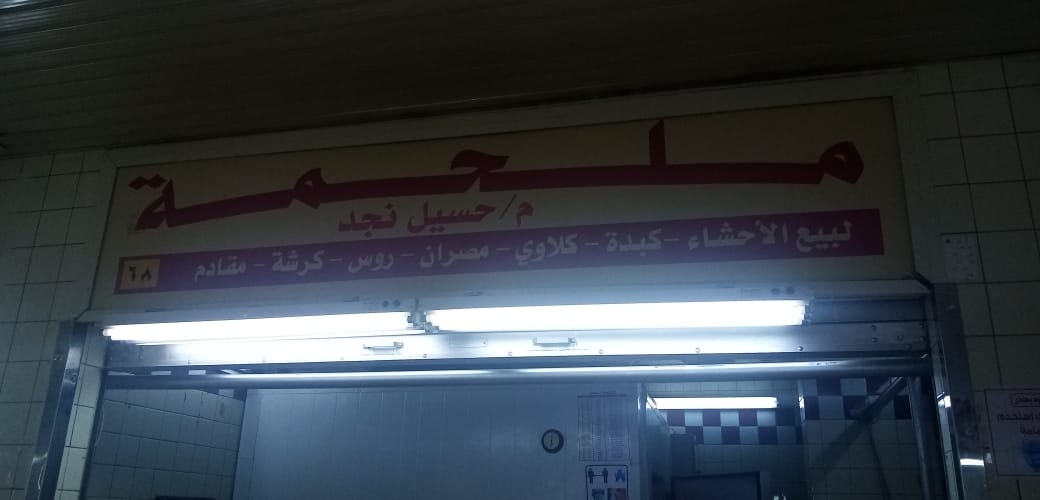 ملحمة
م/حسيل نجد
لبيع الأحشاء - كبدة - كلاوي - مصران - روس - كرشة - مقادم
٦٨